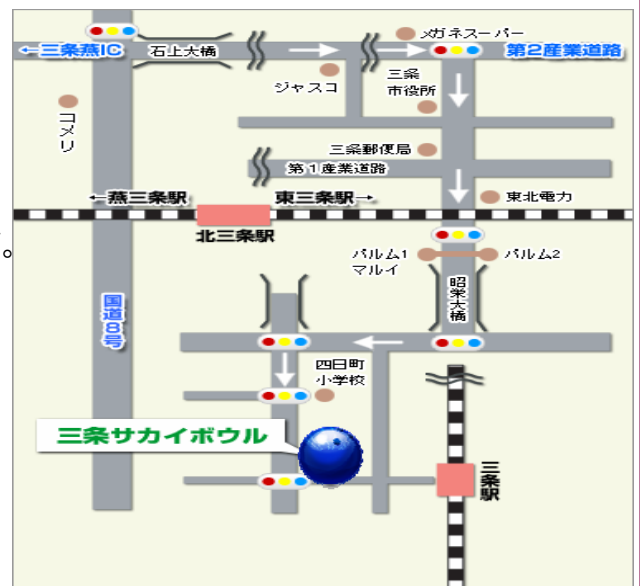 メガネスーパー
←三条燕IC
石上大橋
第2産業道路
ジャスコ
三条
市役所
コメリ
三条郵便局
第1産業道路
←燕三条駅
東三条駅→
東北電力
北三条駅
。
パルム1
マルイ
パルム2
昭栄大橋
国道8号
四日町
小学校
三条サカイボウル
三条駅